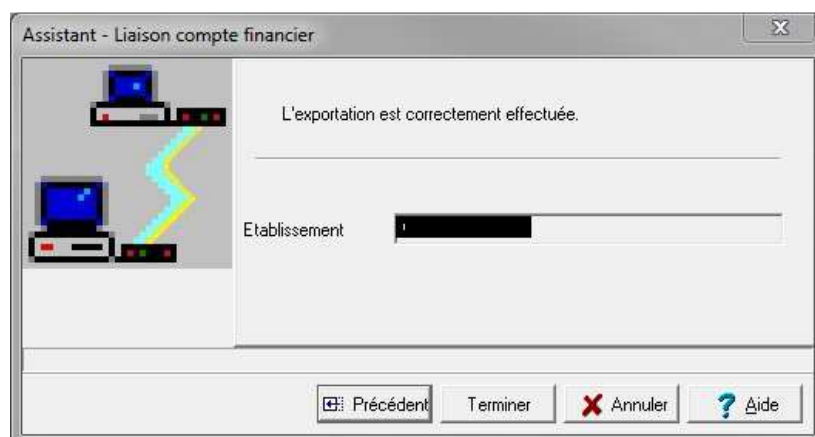 Assistant - Liaison compte financier
L'exportation est correctement effectuée.
Etablissement
Précédent
Terminer
Annuler
Aide